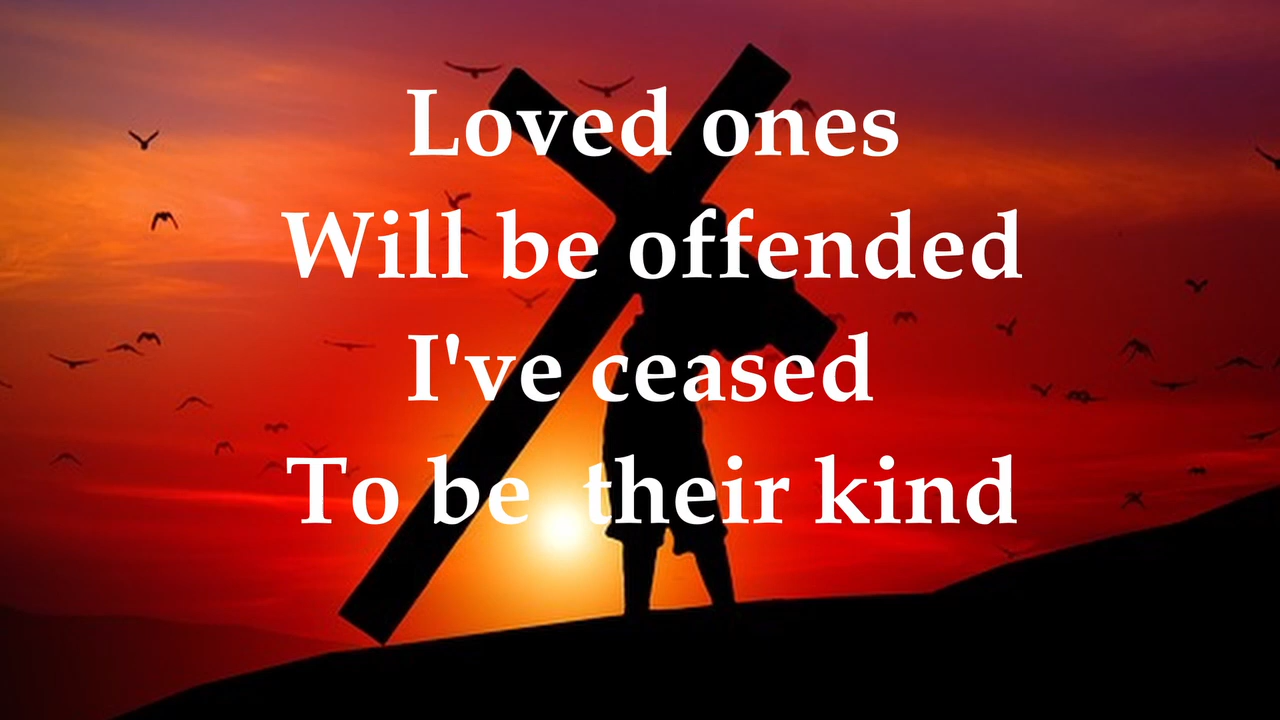 Loved ones
Will be offended
I've ceased
To be their kind